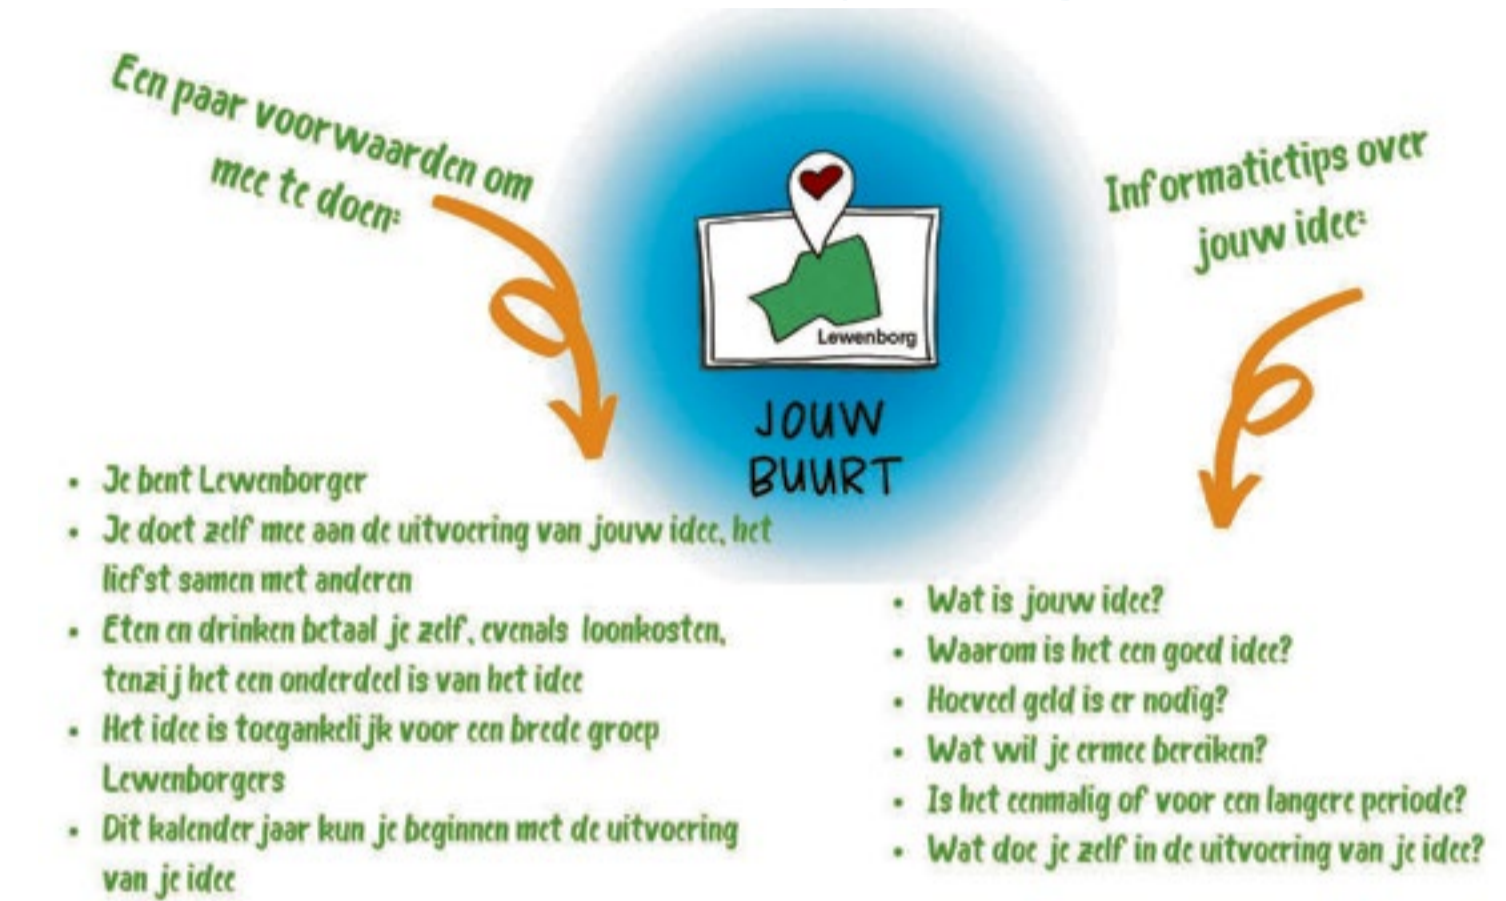 Een paar voorwaarden om
mee te doen:
Lewenborg
JOUW
BUURT
Informatietips over
jouw idee:
• Je bent Lewenborger
• Je doet zelf mee aan de uitvoering van jouw idee, het
liefst samen met anderen
• Eten en drinken betaal je zelf, evenals loonkosten,
tenzij het een onderdeel is van het idee
• Het idee is toegankelijk voor een brede groep
Lewenborgers
• Dit kalenderjaar kun je beginnen met de uitvoering
van je idee
• Wat is jouw idee?
• Waarom is het een goed idee?
• Hoeveel geld is er nodig?
• Wat wil je ermee bereiken?
• Is het eenmalig of voor een langere periode?
• Wat doe je zelf in de uitvoering van je idee?